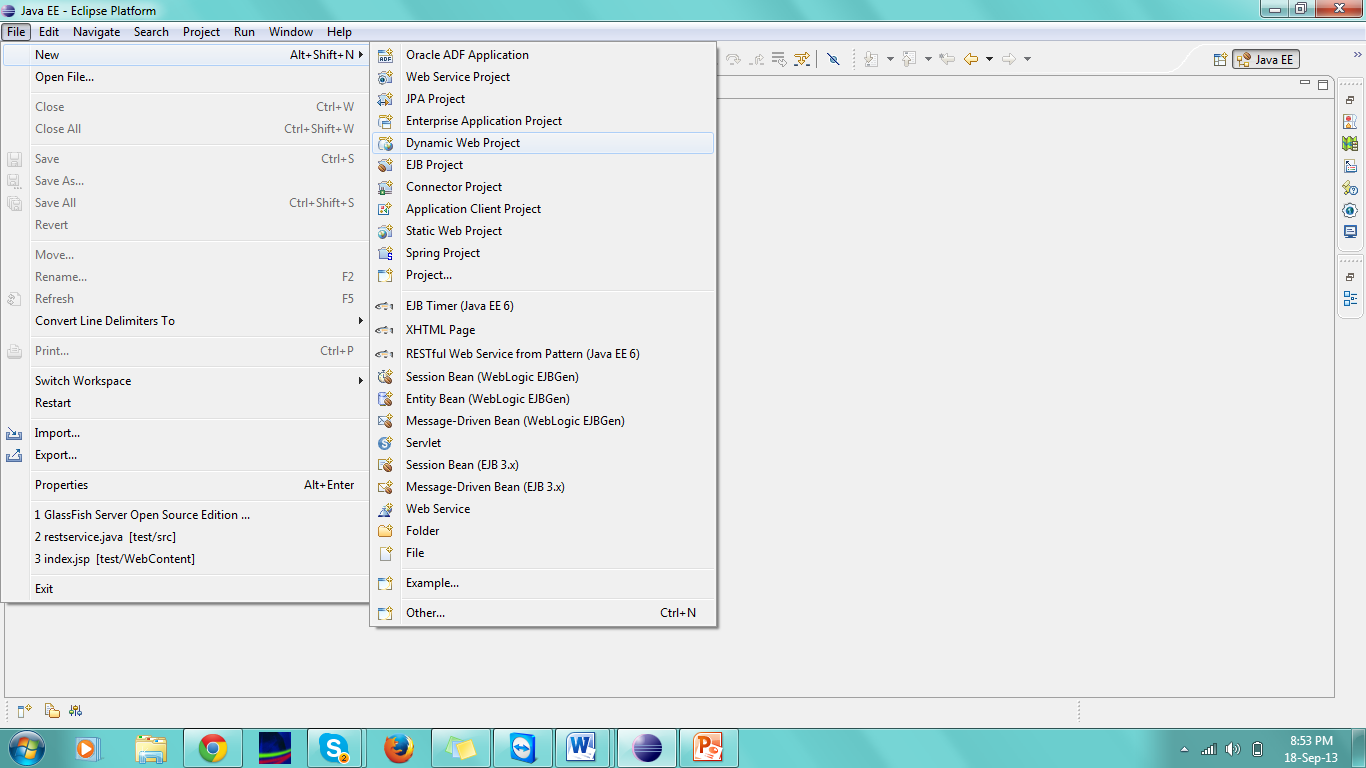 Java EE - Eclipse Platform
File Edit Navigate Search Project Run Window Help
New Alt+Shift+N
Open File...
Close Ctrl+W
Close All Ctrl+Shift+W
Save Ctrl+S
Save As...
Save All Ctrl+Shift+S
Revert
Move...
Rename... F2
Refresh F5
Convert Line Delimiters To
Print... Ctrl+P
Switch Workspace
Restart
Import...
Export...
Properties Alt+Enter
1 GlassFish Server Open Source Edition ...
2 restservice.java [test/src]
3 index.jsp [test/WebContent]
Exit
Oracle ADF Application
Web Service Project
JPA Project
Enterprise Application Project
Dynamic Web Project
EJB Project
Connector Project
Application Client Project
Static Web Project
Spring Project
Project...
EJB Timer (Java EE 6)
XHTML Page
RESTful Web Service from Pattern (Java EE 6)
Session Bean (WebLogic EJBGen)
Entity Bean (WebLogic EJBGen)
Message-Driven Bean (WebLogic EJBGen)
Servlet
Session Bean (EJB 3.x)
Message-Driven Bean (EJB 3.x)
Web Service
Folder
File
Example...
Other... Ctrl+N
Java EE
8:53 PM
18-Sep-13